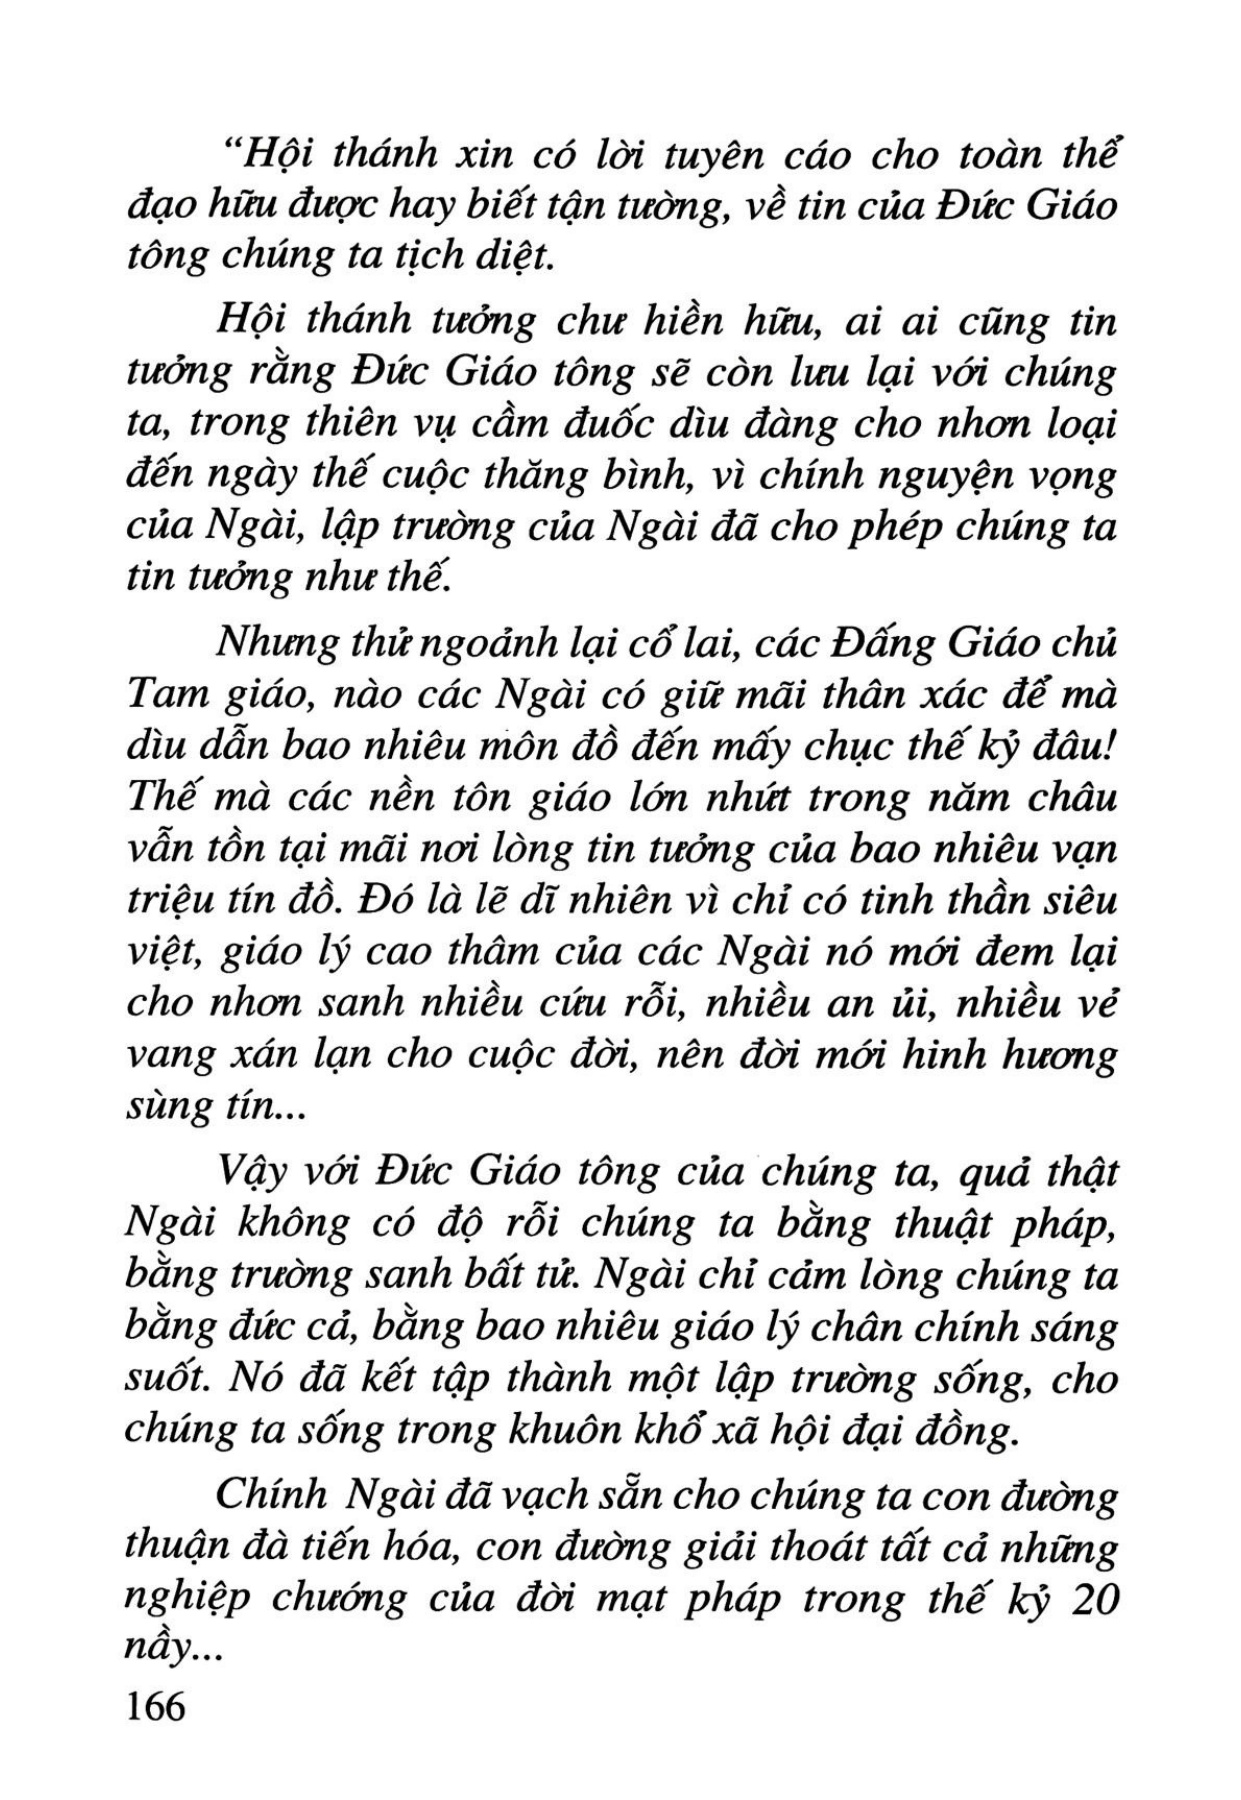 “Hội thánh xin có lời tuyên cáo cho toàn thể
đạo hữu được hay biết tận tường, về tin của Đức Giáo
tông chúng ta tịch diệt.
Hội thánh tưởng chư hiền hữu, ai ai cũng tin
tưởng rằng Đức Giáo tông sẽ còn lưu lại với chúng
ta, trong thiên vụ cầm đuốc dìu đàng cho nhơn loại
đến ngày thế cuộc thăng bình, vì chính nguyện vọng
của Ngài, lập trường của Ngài đã cho phép chúng ta
tin tưởng như thế.
Nhưng thử ngoảnh lại cổ lai, các Đấng Giáo chủ
Tam giáo, nào các Ngài có giữ mãi thân xác để mà
dìu dẫn bao nhiêu môn đồ đến mấy chục thế kỷ đâu!
Thế mà các nền tôn giáo lớn nhứt trong năm châu
vẫn tồn tại mãi nơi lòng tin tưởng của bao nhiêu vạn
triệu tín đồ. Đó là lẽ dĩ nhiên vì chỉ có tinh thần siêu
việt, giáo lý cao thâm của các Ngài nó mới đem lại
cho nhơn sanh nhiều cứu rỗi, nhiều an ủi, nhiều vẻ
vang xán lạn cho cuộc đời, nên đời mới hinh hương
sùng tín...
Vậy với Đức Giáo tông của chúng ta, quả thật
Ngài không có độ rỗi chúng ta bằng thuật pháp,
bằng trường sanh bất tử. Ngài chỉ cảm lòng chúng ta
bằng đức cả, bằng bao nhiêu giáo lý chân chính sáng
suốt. Nó đã kết tập thành một lập trường sống, cho
chúng ta sống trong khuôn khổ xã hội đại đồng.
Chính Ngài đã vạch sẵn cho chúng ta con đường
thuận đà tiến hóa, con đường giải thoát tất cả những
nghiệp chướng của đời mạt pháp trong thế kỷ 20
nầy...
166